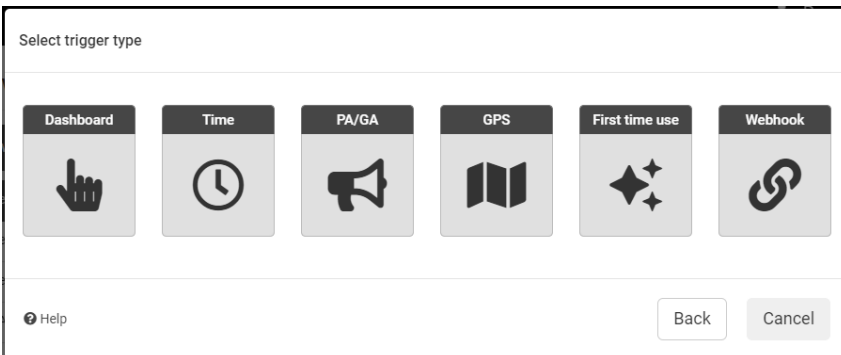 Select trigger type
Dashboard Time PA/GA GPS First time use Webhook
Help
Back Cancel